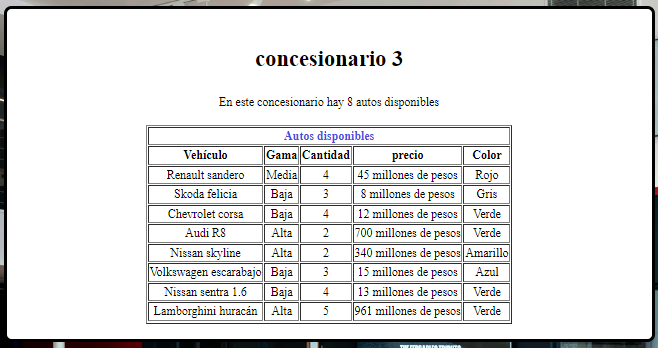 concesionario 3
En este concesionario hay 8 autos disponibles
Autos disponibles
Vehículo Gama Cantidad precio Color
Renault sandero Media 4 45 millones de pesos Rojo
Skoda felicia Baja 3 8 millones de pesos Gris
Chevrolet corsa Baja 4 12 millones de pesos Verde
Audi R8 Alta 2 700 millones de pesos Verde
Nissan skyline Alta 2 340 millones de pesos Amarillo
Volkswagen escarabajo Baja 3 15 millones de pesos Azul
Nissan sentra 1.6 Baja 4 13 millones de pesos Verde
Lamborghini huracán Alta 5 961 millones de pesos Verde